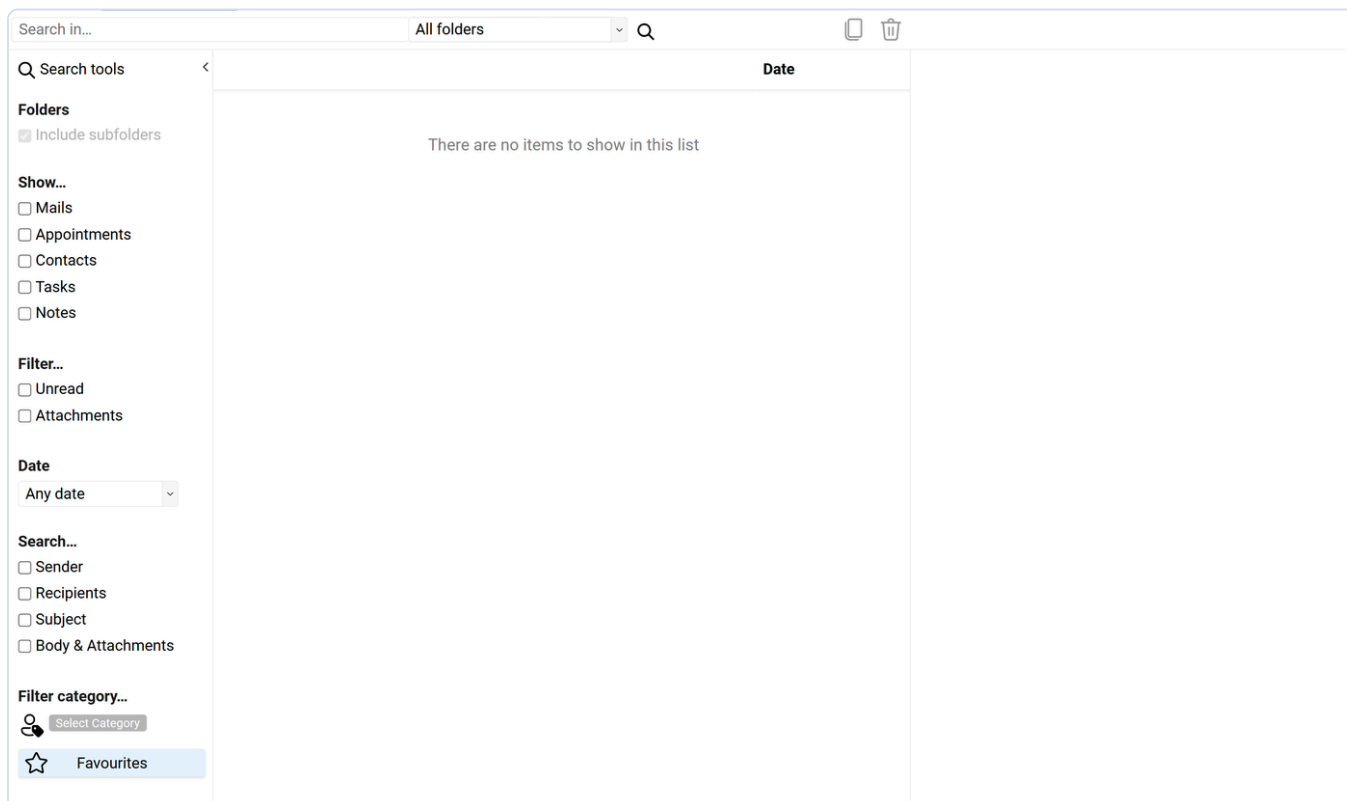 Search in... All folders
Search tools Date
Folders
Include subfolders
There are no items to show in this list
Show...
Mails
Appointments
Contacts
Tasks
Notes
Filter...
Unread
Attachments
Date
Any date
Search...
Sender
Recipients
Subject
Body & Attachments
Filter category...
Select Category
Favourites